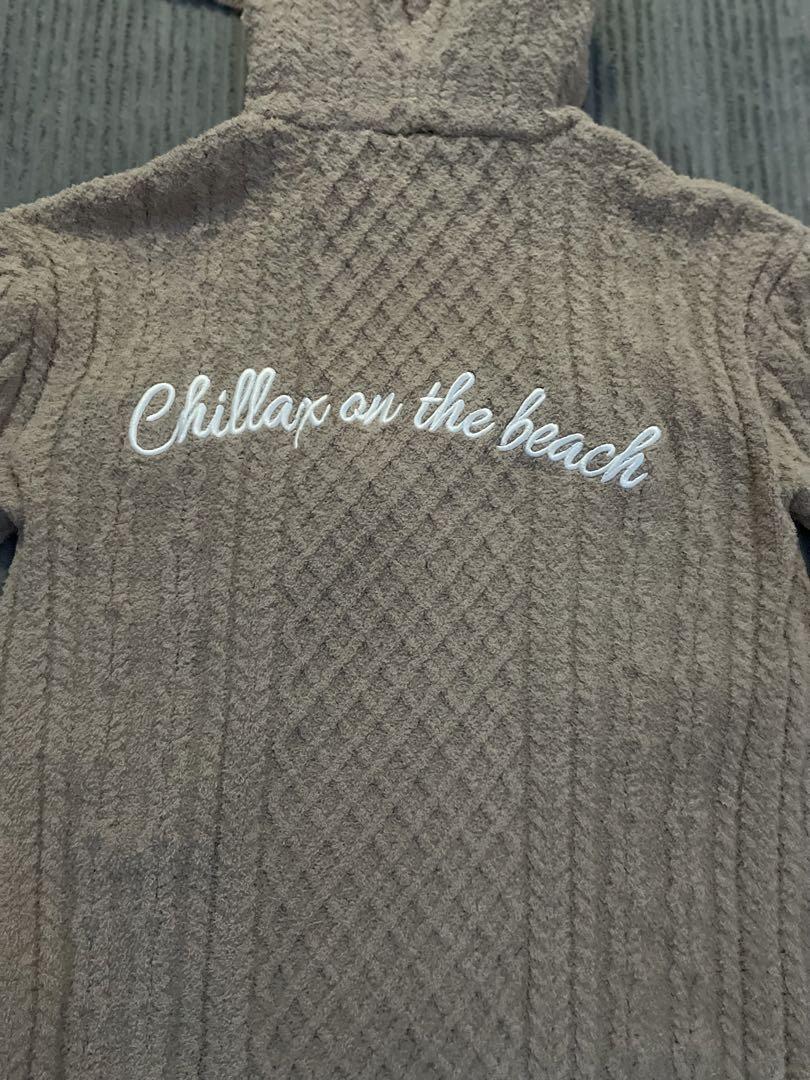 Chillax on the beach